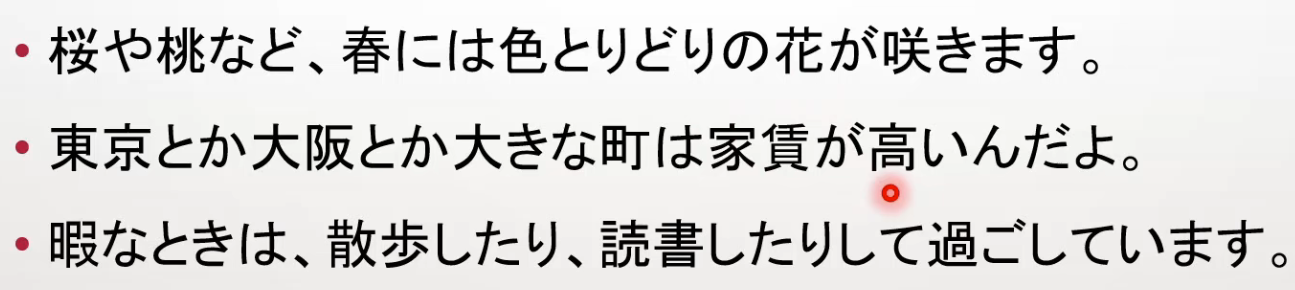 • 桜や桃など、春には色とりどりの花が咲きます。
• 東京とか大阪とか大きな町は家賃が高いんだよ。
• 暇なときは、散歩したり、読書したりして過ごしています。